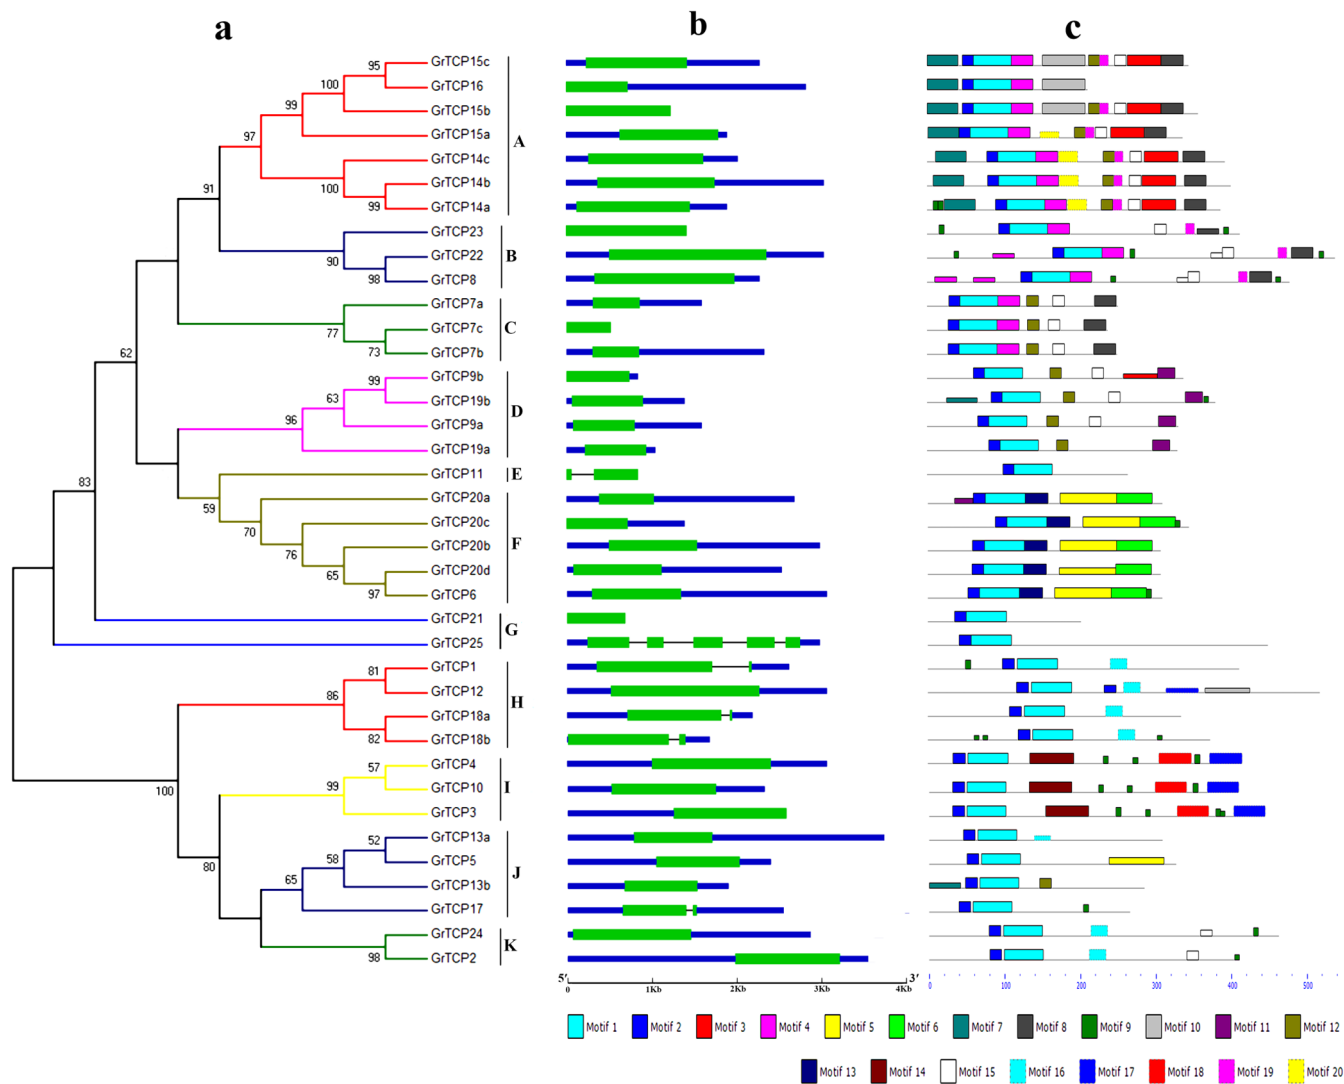 a b c
95 GrTCP15c
100 GrTCP16
99 GrTCP15b
97 GrTCP15a
A
GrTCP14c
91 100 GrTCP14b
99 GrTCP14a
GrTCP23
90 GrTCP22 B
98 GrTCP8
GrTCP7a
77 GrTCP7c C
73 GrTCP7b
62
99 GrTCP9b
63 GrTCP19b D
96 GrTCP9a
GrTCP19a
83 GrTCP11 E
59 GrTCP20a
70 GrTCP20c
76 GrTCP20b F
65 GrTCP20d
97 GrTCP6
GrTCP21
G
GrTCP25
81 GrTCP1
86 GrTCP12 H
GrTCP18a
82 GrTCP18b
57 GrTCP4
100 99 GrTCP10 I
GrTCP3
52 GrTCP13a
80 58 GrTCP5 J
65 GrTCP13b
GrTCP17
GrTCP24
K
98 GrTCP2
5' 3'
0 1Kb 2Kb 3Kb 4Kb
0 100 200 300 400 500
Motif 1 Motif 2 Motif 3 Motif 4 Motif 5 Motif 6 Motif 7 Motif 8 Motif 9 Motif 10 Motif 11 Motif 12
Motif 13 Motif 14 Motif 15 Motif 16 Motif 17 Motif 18 Motif 19 Motif 20